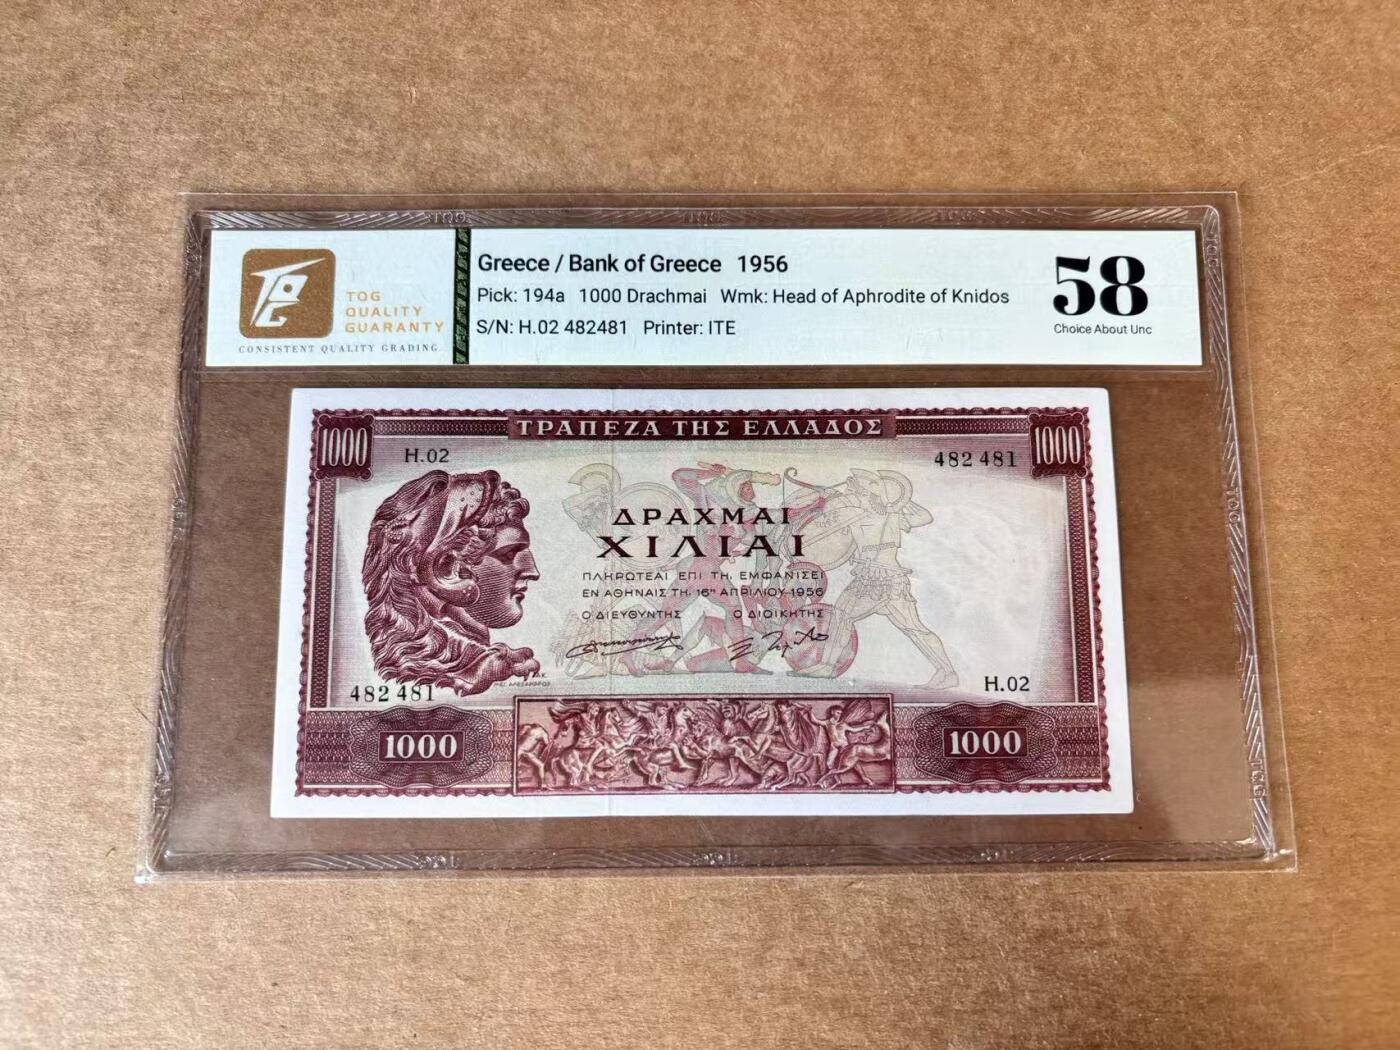 TQG
QUALITY
GUARANTY
CONSISTENT QUALITY GRADING
Greece / Bank of Greece 1956
Pick: 194a 1000 Drachmai Wmk: Head of Aphrodite of Knidos
S/N: H.02 482481 Printer: ITE
58
Choice About Unc
1000
ΤΡΑΠΕΖΑ ΤΗΣ ΕΛΛΑΔΟΣ
1000
H.02
482 481
ΔΡΑΧΜΑΙ
ΧΙΛΙΑΙ
ΠΛΗΡΩΤΕΑΙ ΕΠΙ ΤΗ, ΕΜΦΑΝΙΣΕΙ
ΕΝ ΑΘΗΝΑΙΣ ΤΗ, 16ῃ ΑΠΡΙΛΙΟΥ 1956
Ο ΔΙΕΥΘΥΝΤΗΣ Ο ΔΙΟΙΚΗΤΗΣ
482 481
H.02
1000
1000